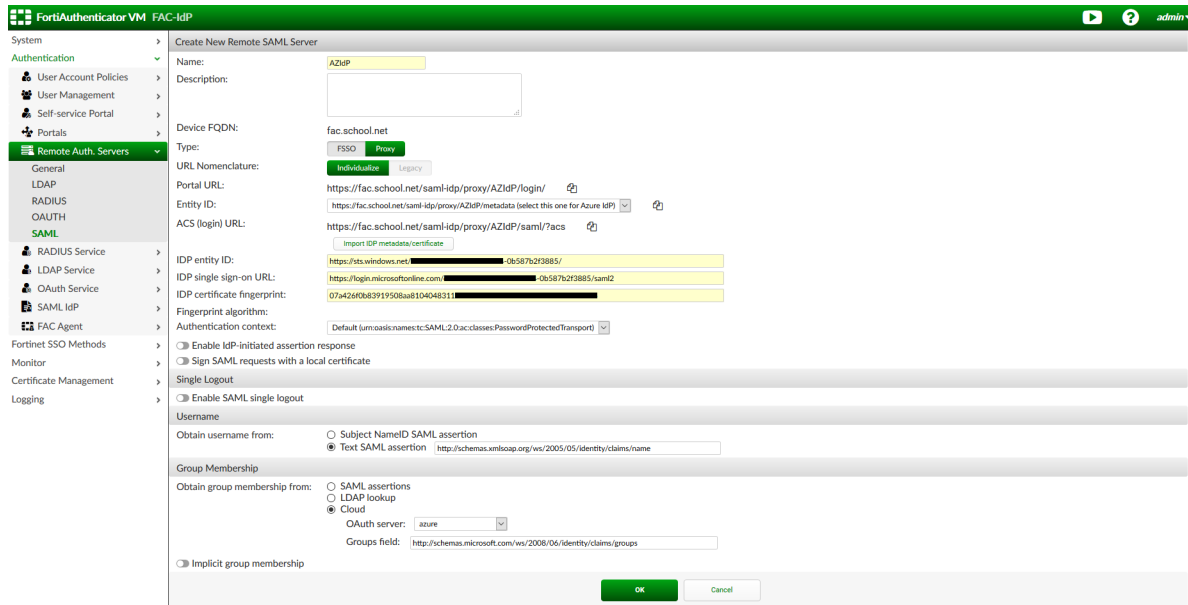 FortiAuthenticator VM FAC-IdP
admin
System
Authentication
User Account Policies
User Management
Self-service Portal
Portals
Remote Auth. Servers
General
LDAP
RADIUS
OAUTH
SAML
RADIUS Service
LDAP Service
OAuth Service
SAML IdP
FAC Agent
Fortinet SSO Methods
Monitor
Certificate Management
Logging
Create New Remote SAML Server
Name: AZIdP
Description:
Device FQDN: fac.school.net
Type: FSSO Proxy
URL Nomenclature: Individualize Legacy
Portal URL: https://fac.school.net/saml-idp/proxy/AZIdP/login/
Entity ID: https://fac.school.net/saml-idp/proxy/AZIdP/metadata (select this one for Azure IdP)
ACS (login) URL: https://fac.school.net/saml-idp/proxy/AZIdP/saml/?acs
Import IDP metadata/certificate
IDP entity ID: https://sts.windows.net/ -0b587b2f3885/
IDP single sign-on URL: https://login.microsoftonline.com/ -0b587b2f3885/saml2
IDP certificate fingerprint: 07a426f0b83919508aa8104048311
Fingerprint algorithm:
Authentication context: Default (urn:oasis:names:tc:SAML:2.0:ac:classes:PasswordProtectedTransport)
Enable IdP-initiated assertion response
Sign SAML requests with a local certificate
Single Logout
Enable SAML single logout
Username
Obtain username from: Subject NameID SAML assertion
Text SAML assertion http://schemas.xmlsoap.org/ws/2005/05/identity/claims/name
Group Membership
Obtain group membership from: SAML assertions
LDAP lookup
Cloud
OAuth server: azure
Groups field: http://schemas.microsoft.com/ws/2008/06/identity/claims/groups
Implicit group membership
OK Cancel